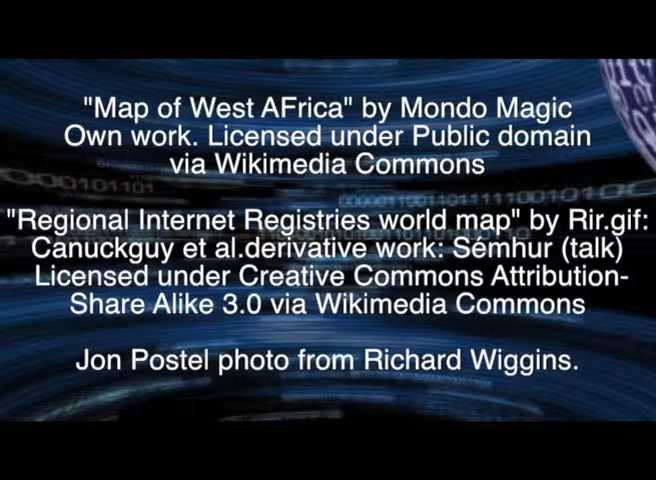 "Map of West AFrica" by Mondo Magic
Own work. Licensed under Public domain
via Wikimedia Commons
"Regional Internet Registries world map" by Rir.gif:
Canuckguy et al.derivative work: Sémhur (talk)
Licensed under Creative Commons Attribution-
Share Alike 3.0 via Wikimedia Commons
Jon Postel photo from Richard Wiggins.